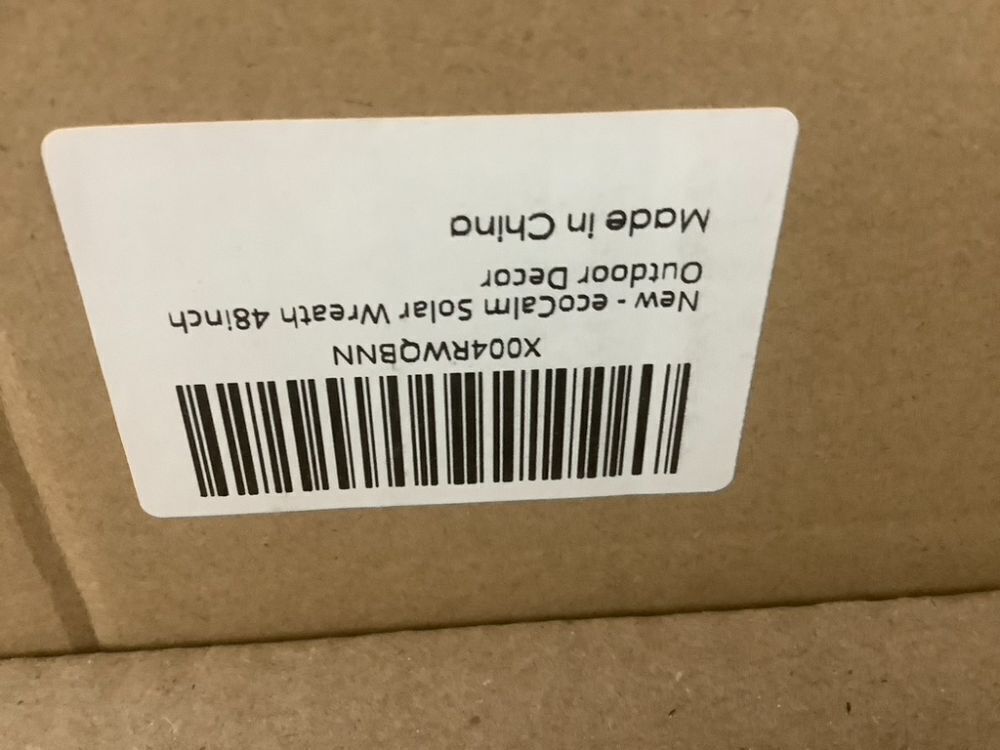 X004RWQBNN
New - ecoCalm Solar Wreath 48inch
Outdoor Decor
Made in China